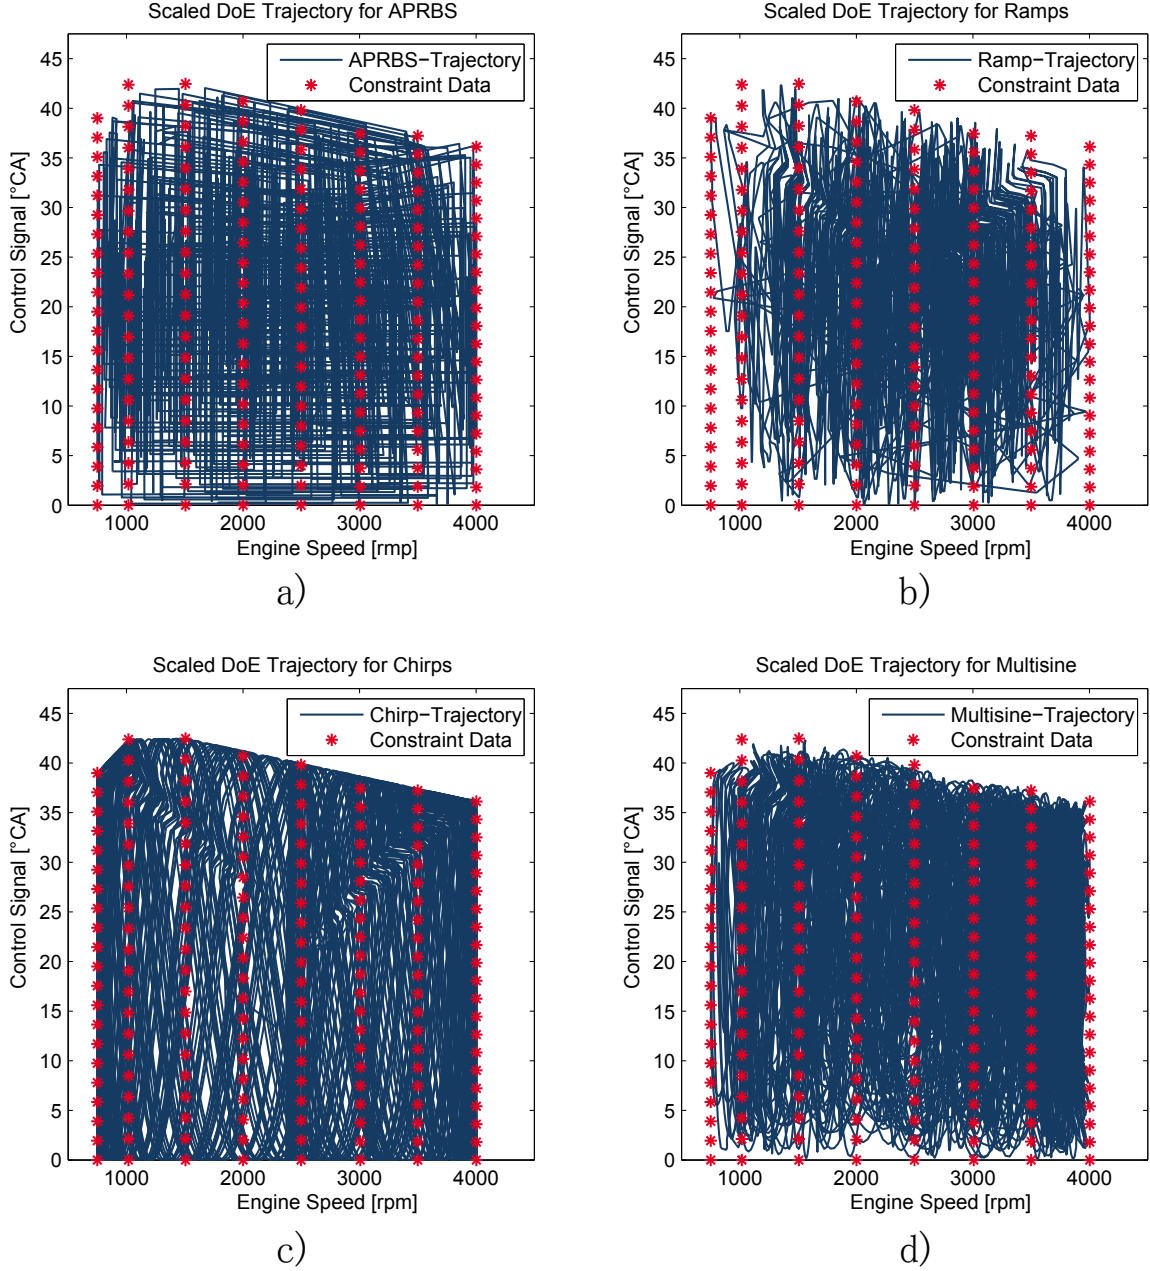 Scaled DoE Trajectory for APRBS
45
40
35
30
25
20
15
10
5
0
Control Signal [°CA]
APRBS-Trajectory
Constraint Data
1000 2000 3000 4000
Engine Speed [rmp]
a)
Scaled DoE Trajectory for Ramps
45
40
35
30
25
20
15
10
5
0
Control Signal [°CA]
Ramp-Trajectory
Constraint Data
1000 2000 3000 4000
Engine Speed [rpm]
b)
Scaled DoE Trajectory for Chirps
45
40
35
30
25
20
15
10
5
0
Control Signal [°CA]
Chirp-Trajectory
Constraint Data
1000 2000 3000 4000
Engine Speed [rpm]
c)
Scaled DoE Trajectory for Multisine
45
40
35
30
25
20
15
10
5
0
Control Signal [°CA]
Multisine-Trajectory
Constraint Data
1000 2000 3000 4000
Engine Speed [rpm]
d)